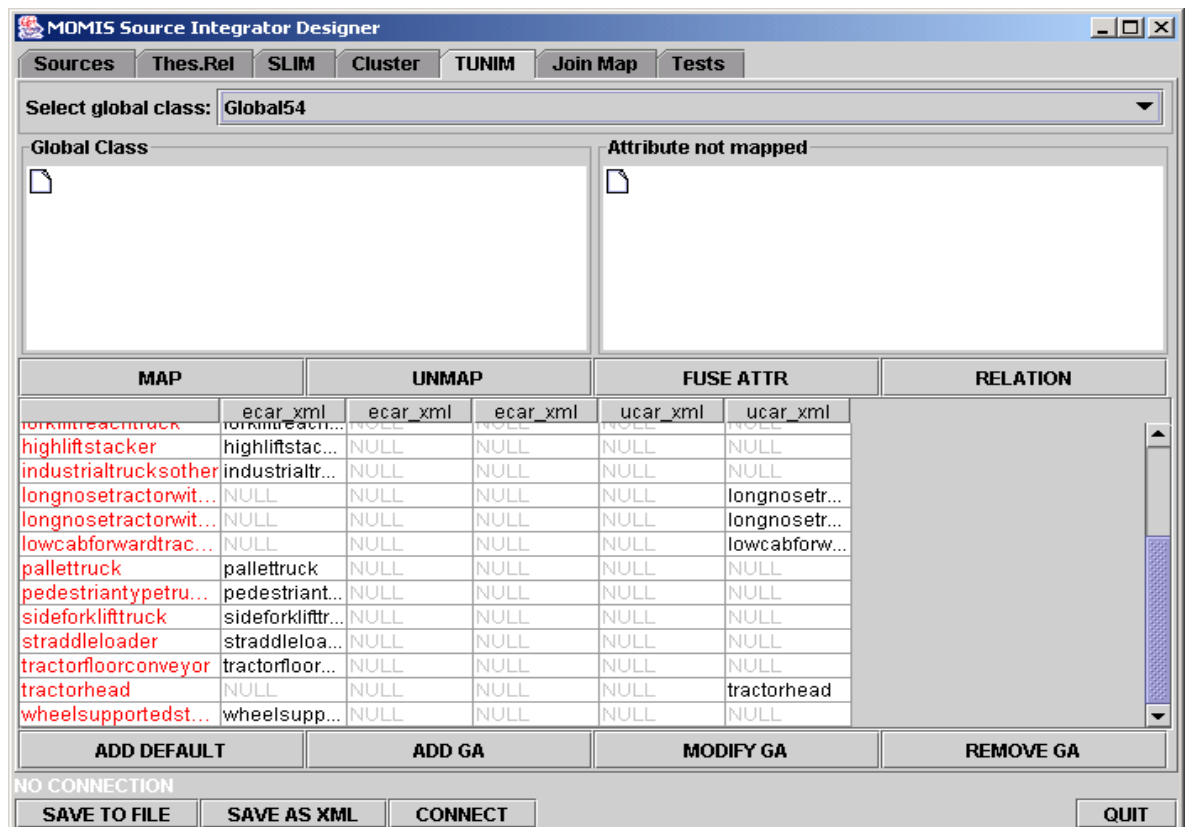 MOMIS Source Integrator Designer
Sources Thes.Rel SLIM Cluster TUNIM Join Map Tests
Select global class: Global54
Global Class Attribute not mapped
MAP UNMAP FUSE ATTR RELATION
ecar_xml ecar_xml ecar_xml ucar_xml ucar_xml
forkliftreachtruck forkliftreach... NULL NULL NULL NULL
highliftstacker highliftstac... NULL NULL NULL NULL
industrialtrucksother industrialtr... NULL NULL NULL NULL
longnosetractorwit... NULL NULL NULL NULL longnosetr...
longnosetractorwit... NULL NULL NULL NULL longnosetr...
lowcabforwardtrac... NULL NULL NULL NULL lowcabforw...
pallettruck pallettruck NULL NULL NULL NULL
pedestriantypetru... pedestriant... NULL NULL NULL NULL
sideforklifttruck sideforklifttr... NULL NULL NULL NULL
straddleloader straddleloa... NULL NULL NULL NULL
tractorfloorconveyor tractorfloor... NULL NULL NULL NULL
tractorhead NULL NULL NULL NULL tractorhead
wheelsupportedst... wheelsupp... NULL NULL NULL NULL
ADD DEFAULT ADD GA MODIFY GA REMOVE GA
NO CONNECTION
SAVE TO FILE SAVE AS XML CONNECT QUIT